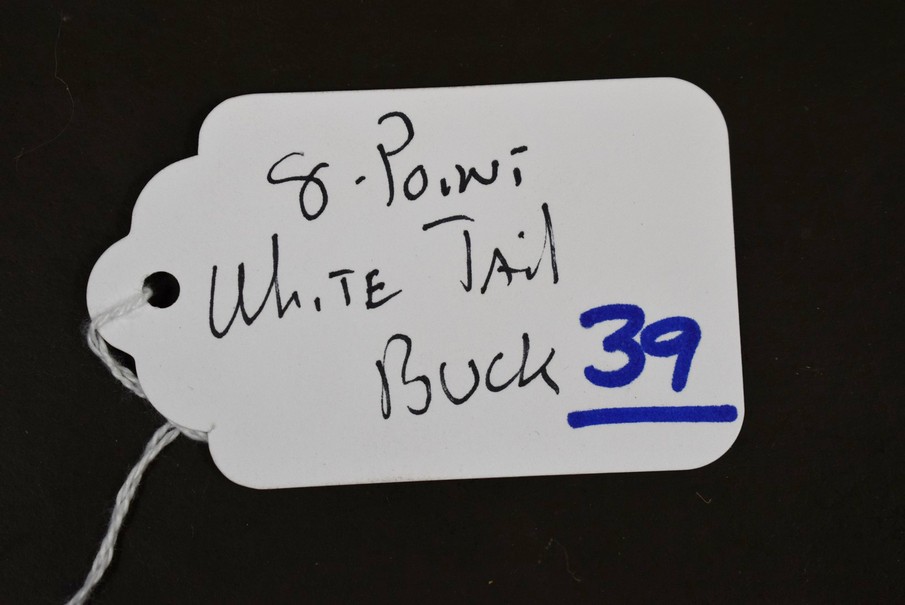 8-Point
White Tail
Buck 39